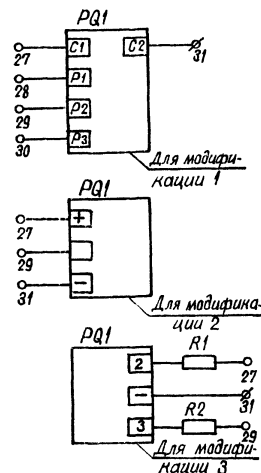 PQ1
C1
C2
27
31
P1
28
P2
29
P3
30
Для модифи-
кации 1
PQ1
+
27
29
−
31
Для модифика-
ции 2
PQ1
R1
2
27
−
31
R2
3
29
Для модифи-
кации 3